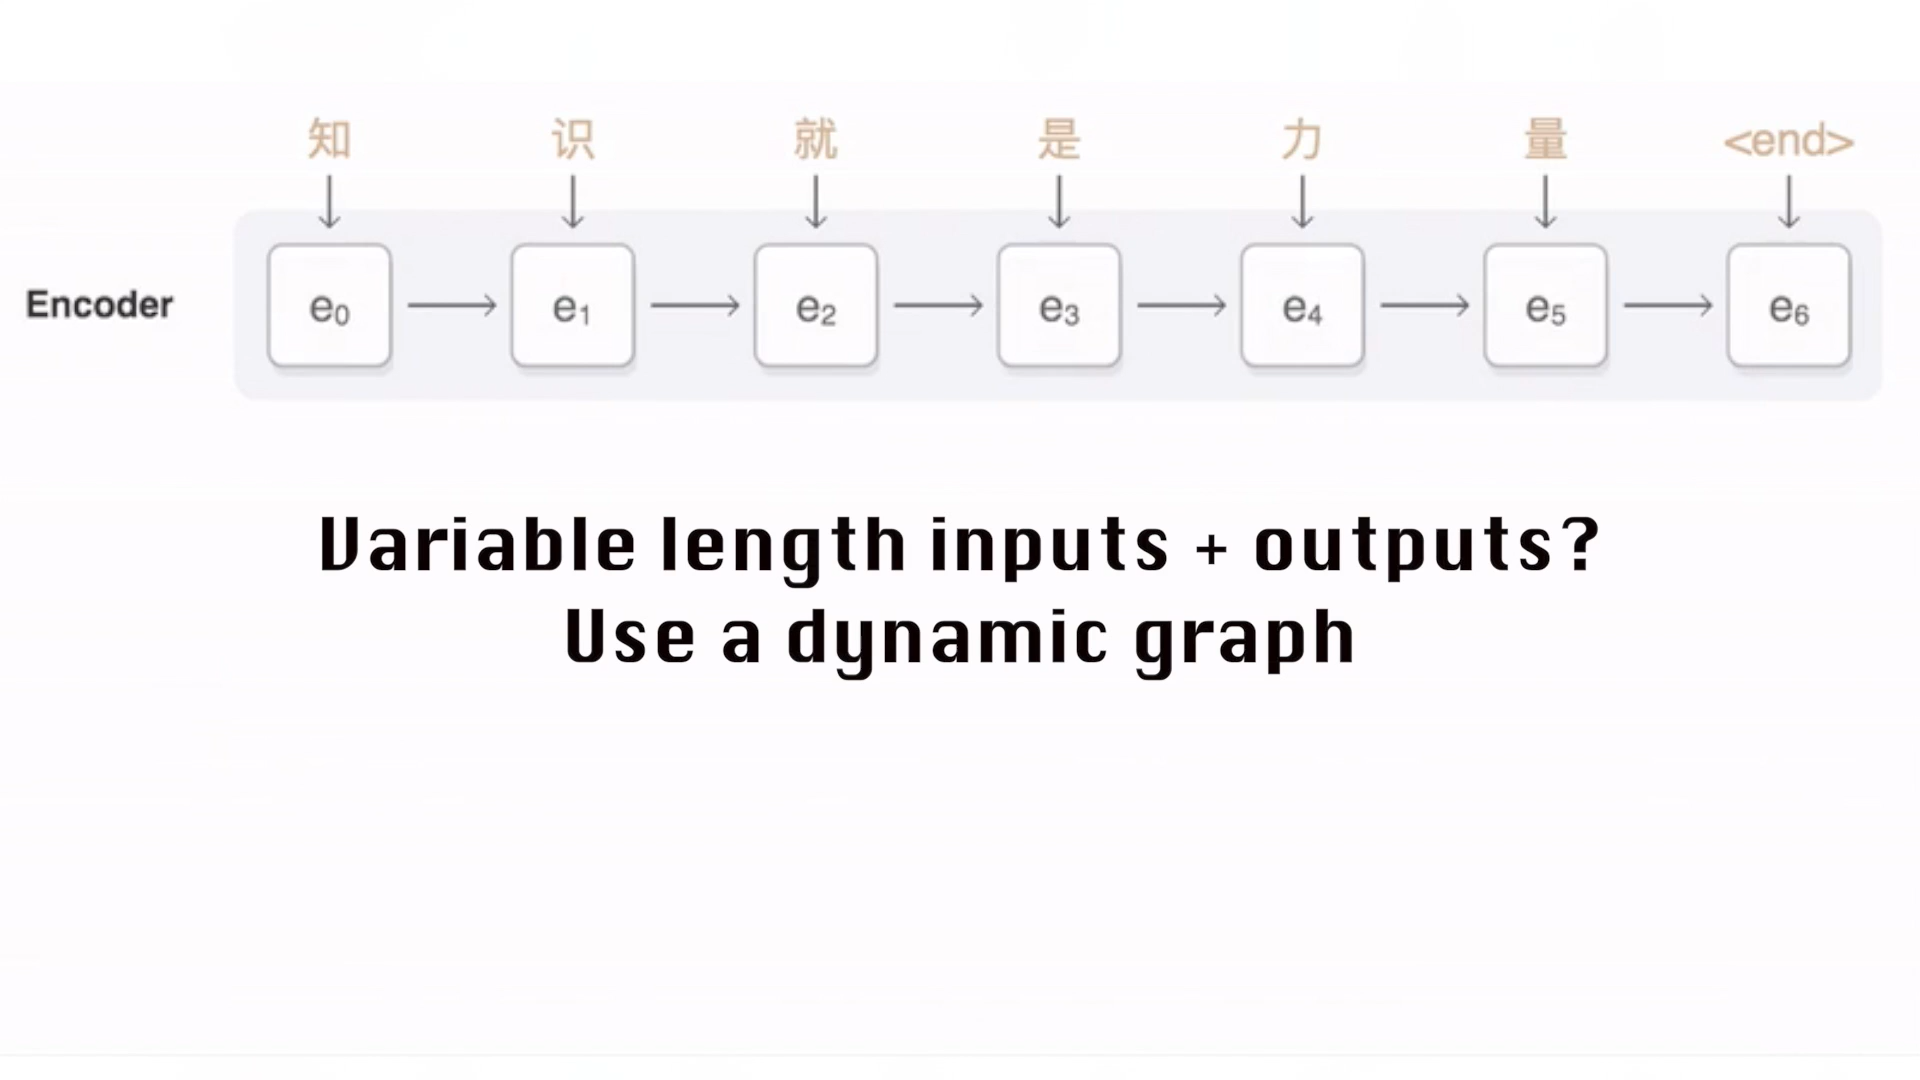 知 识 就 是 力 量 <end>
Encoder e₀ e₁ e₂ e₃ e₄ e₅ e₆
Variable length inputs + outputs?
Use a dynamic graph